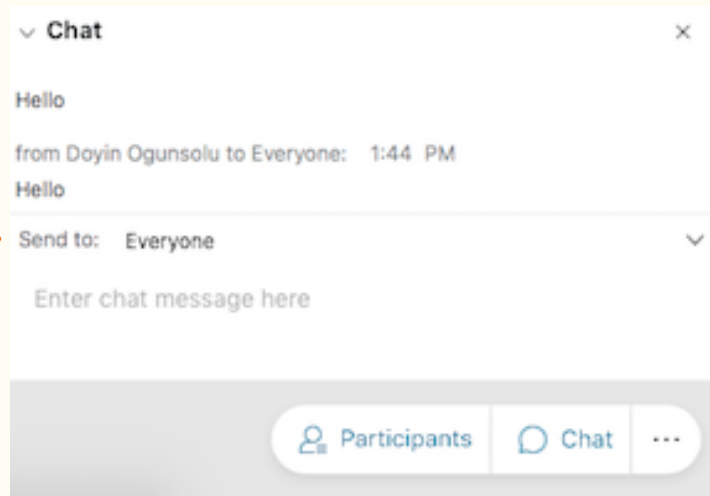 Chat
Hello
from Doyin Ogunsolu to Everyone: 1:44 PM
Hello
Send to: Everyone
Enter chat message here
Participants Chat